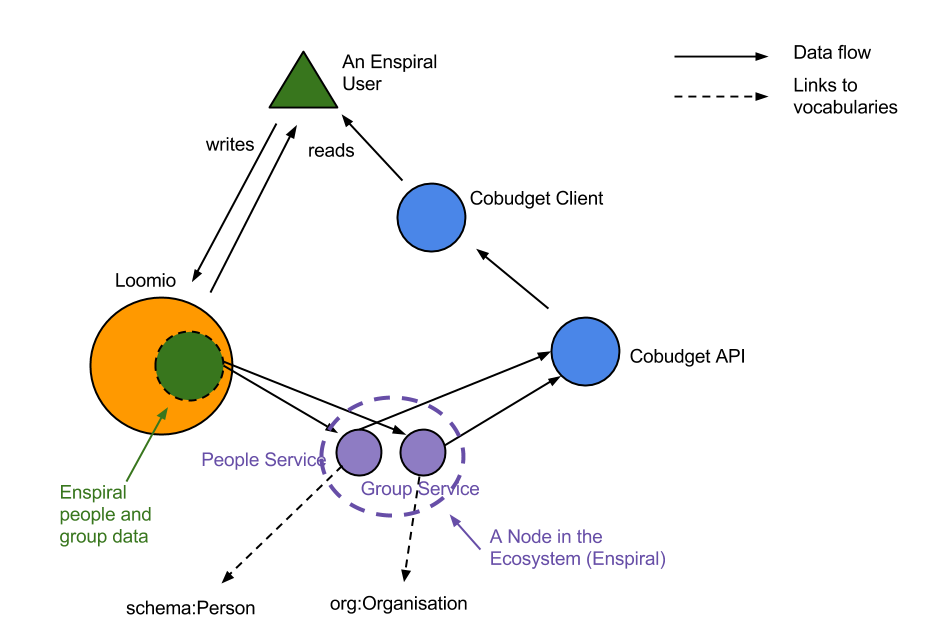 An Enspiral
User
Data flow
Links to
vocabularies
writes
reads
Cobudget Client
Loomio
Cobudget API
People Service
Group Service
Enspiral
people and
group data
A Node in the
Ecosystem (Enspiral)
schema:Person
org:Organisation